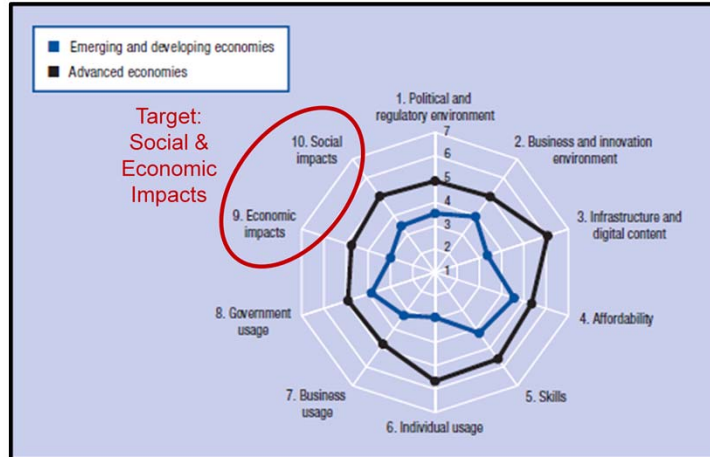 Emerging and developing economies
Advanced economies
Target:
Social &
Economic
Impacts
1. Political and
regulatory environment
7
6
5
4
3
2
1
2. Business and innovation
environment
3. Infrastructure and
digital content
4. Affordability
5. Skills
6. Individual usage
7. Business
usage
8. Government
usage
9. Economic
impacts
10. Social
impacts